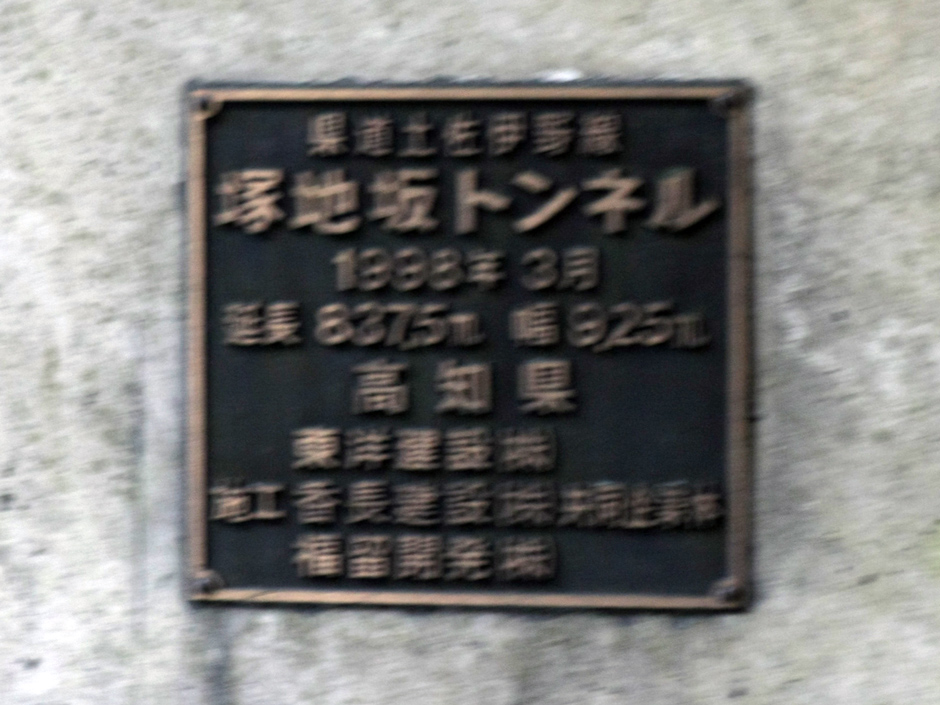 県道土佐伊野線
塚地坂トンネル
1998年 3月
延長 837,5m 幅 9,25m
高知県
東洋建設㈱
施工 香長建設㈱ 共同企業体
福留開発㈱